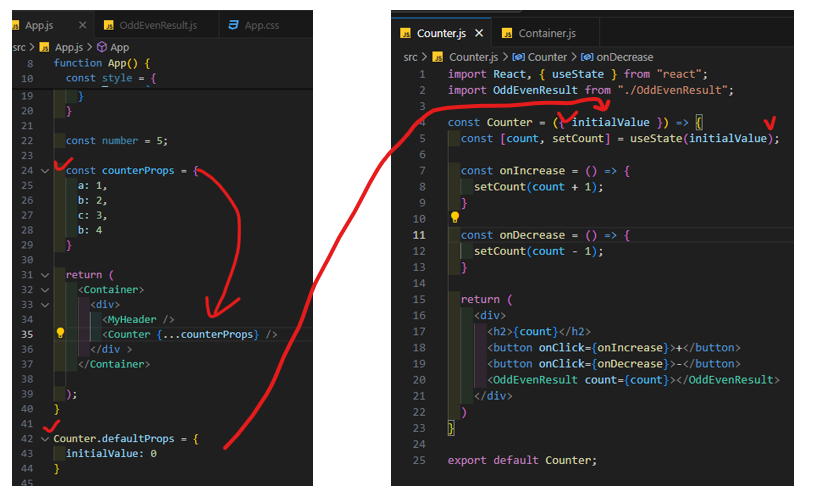 App.js
OddEvenResult.js
App.css
src > App.js > App
8 function App() {
10 const style = {
19 }
20 }
21
22 const number = 5;
23
24 const counterProps = {
25 a: 1,
26 b: 2,
27 c: 3,
28 b: 4
29 }
30
31 return (
32 <Container>
33 <div>
34 <MyHeader />
35 <Counter {...counterProps} />
36 </div >
37 </Container>
38
39 );
40 }
41
42 Counter.defaultProps = {
43 initialValue: 0
44 }
Counter.js
Container.js
src > Counter.js > Counter > onDecrease
1 import React, { useState } from "react";
2 import OddEvenResult from "./OddEvenResult";
3
4 const Counter = ({ initialValue }) => {
5 const [count, setCount] = useState(initialValue);
6
7 const onIncrease = () => {
8 setCount(count + 1);
9 }
10
11 const onDecrease = () => {
12 setCount(count - 1);
13 }
14
15 return (
16 <div>
17 <h2>{count}</h2>
18 <button onClick={onIncrease}>+</button>
19 <button onClick={onDecrease}>-</button>
20 <OddEvenResult count={count}></OddEvenResult>
21 </div>
22 )
23 }
24
25 export default Counter;